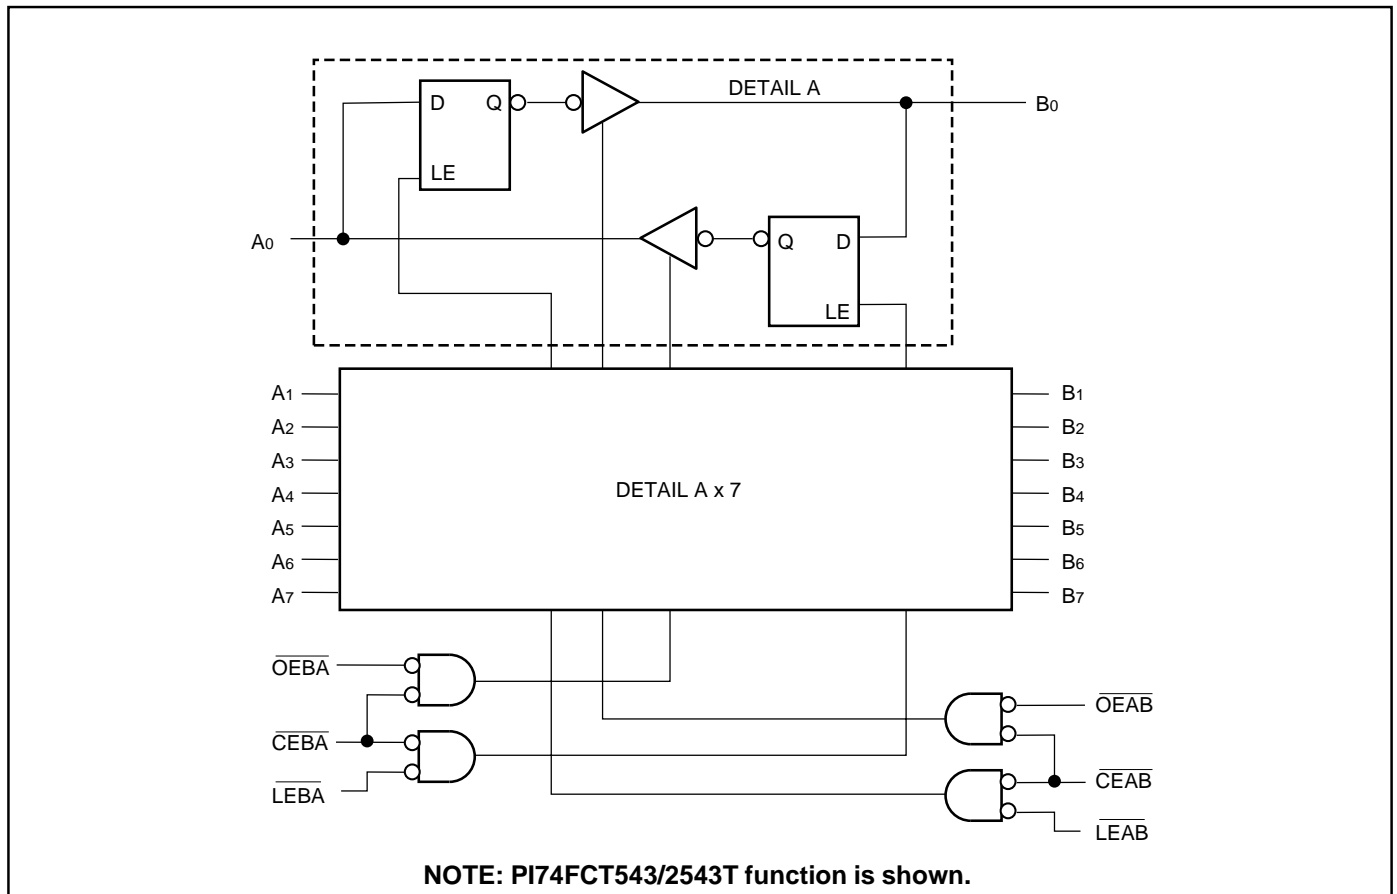 DETAIL A
D Q
B0
LE
A0
Q D
LE
A1
A2
A3
A4
A5
A6
A7
DETAIL A x 7
B1
B2
B3
B4
B5
B6
B7
OEBA
CEBA
LEBA
OEAB
CEAB
LEAB
NOTE: PI74FCT543/2543T function is shown.